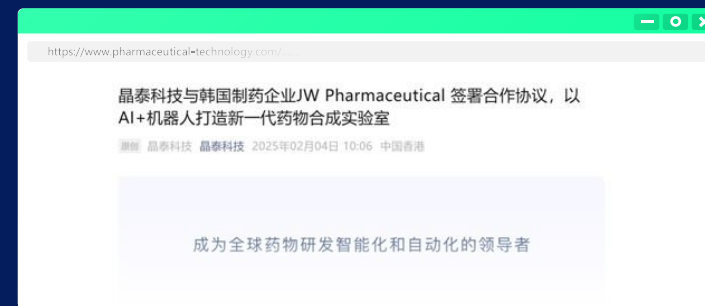 https://www.pharmaceutical-technology.com/......
晶泰科技与韩国制药企业JW Pharmaceutical 签署合作协议，以
AI+机器人打造新一代药物合成实验室
原创 晶泰科技 晶泰科技 2025年02月04日 10:06 中国香港
成为全球药物研发智能化和自动化的领导者